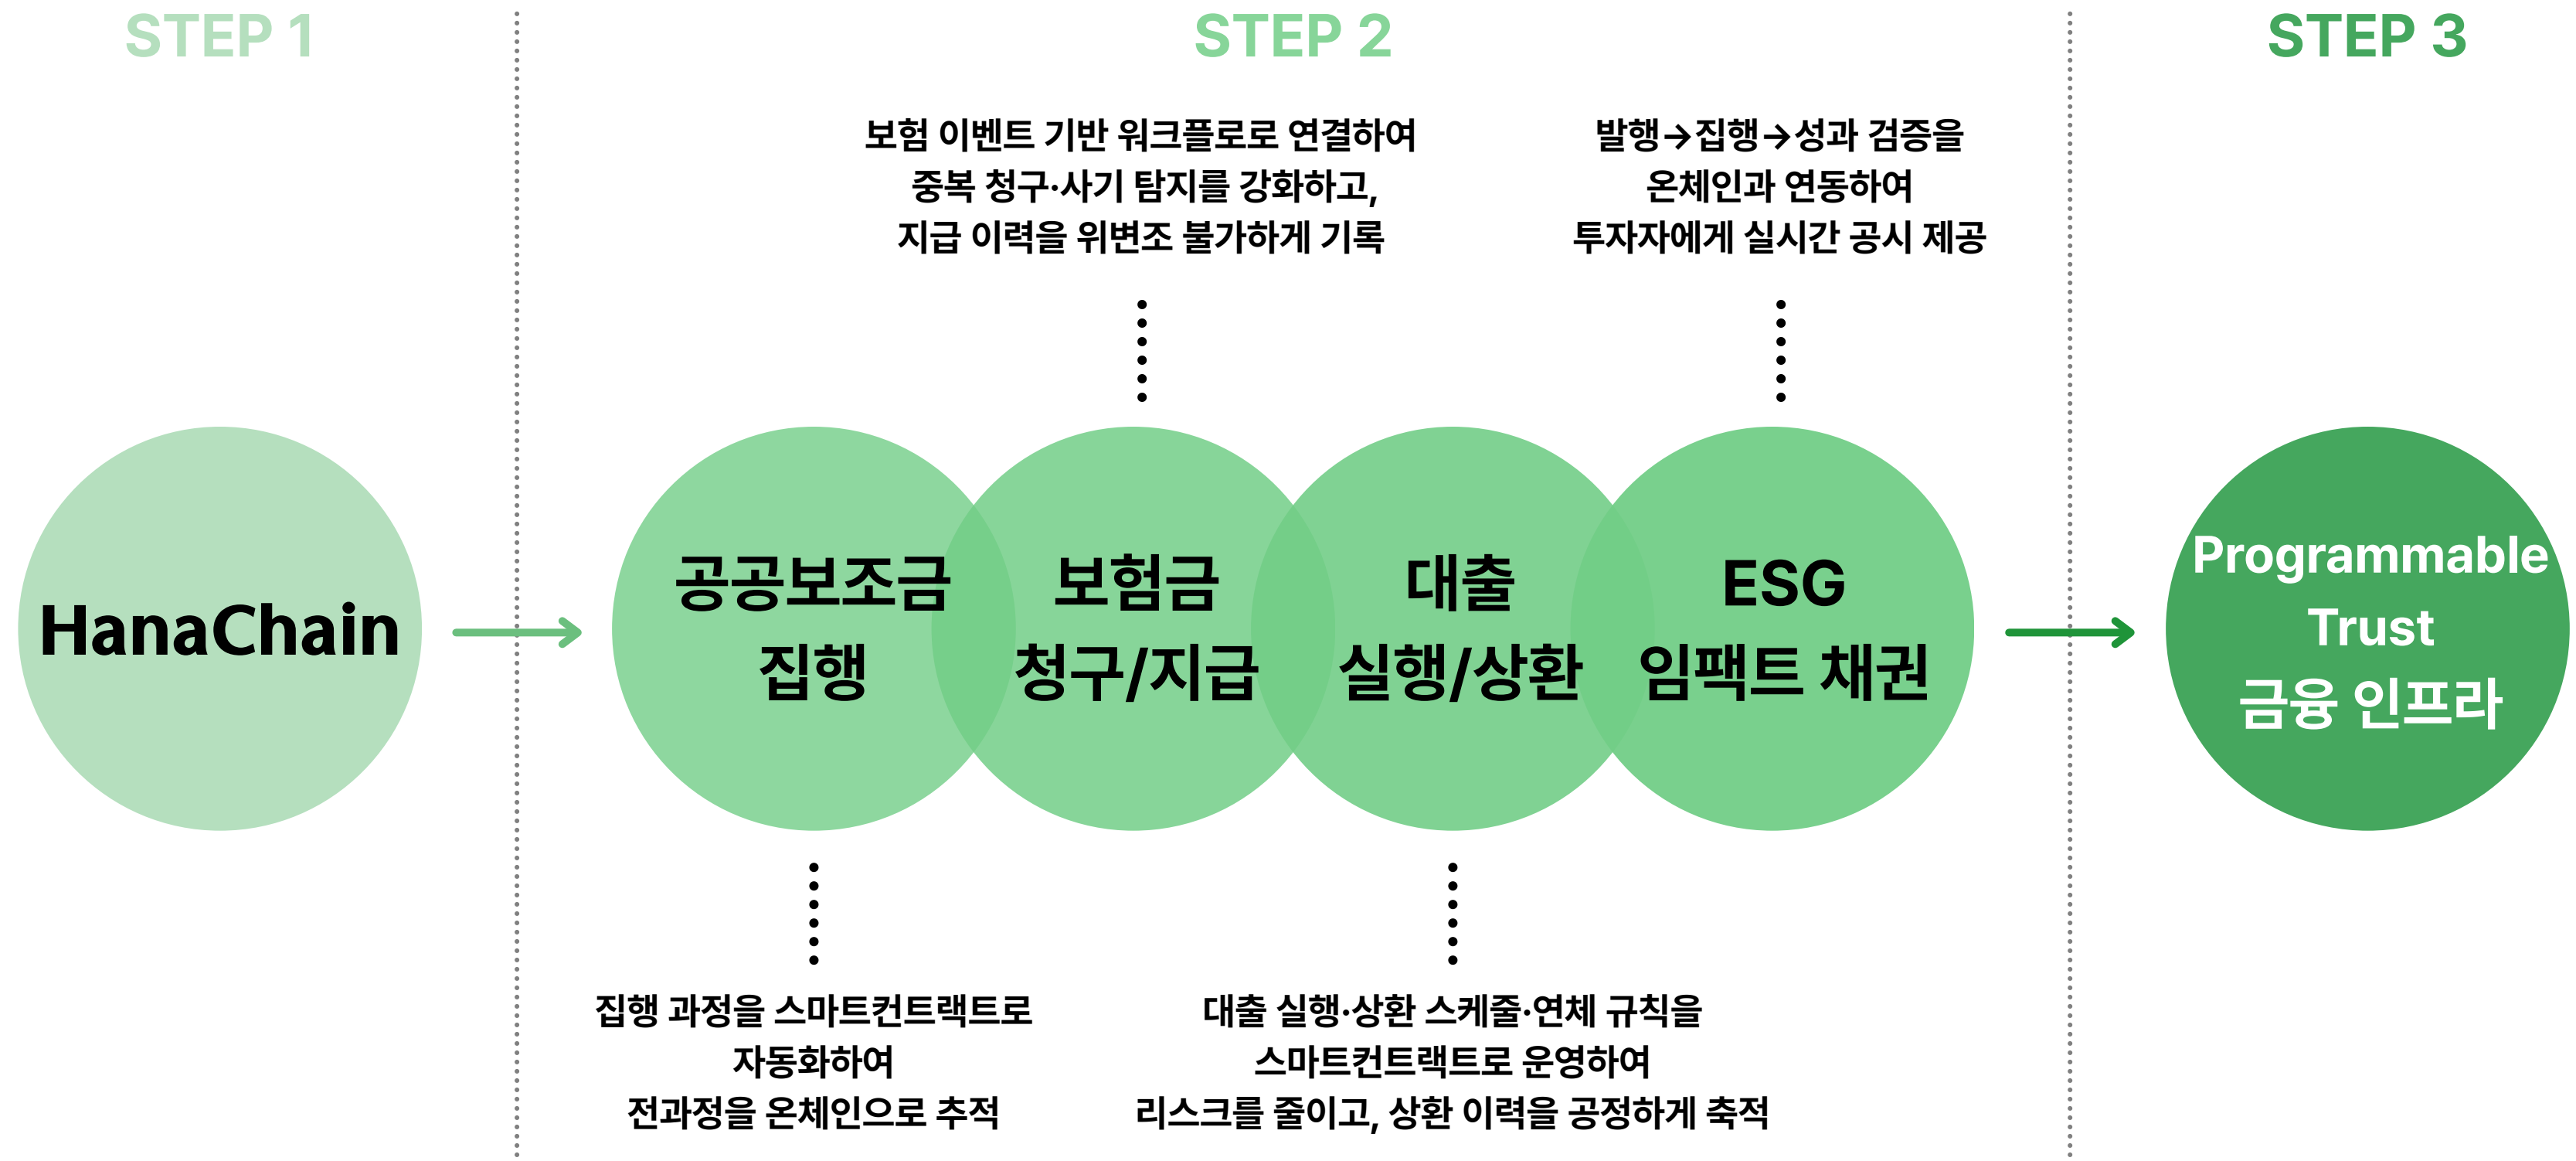 STEP 1
STEP 2
STEP 3
보험 이벤트 기반 워크플로로 연결하여
중복 청구·사기 탐지를 강화하고,
지급 이력을 위변조 불가하게 기록
발행→집행→성과 검증을
온체인과 연동하여
투자자에게 실시간 공시 제공
HanaChain
공공보조금
집행
보험금
청구/지급
대출
실행/상환
ESG
임팩트 채권
Programmable
Trust
금융 인프라
집행 과정을 스마트컨트랙트로
자동화하여
전과정을 온체인으로 추적
대출 실행·상환 스케줄·연체 규칙을
스마트컨트랙트로 운영하여
리스크를 줄이고, 상환 이력을 공정하게 축적